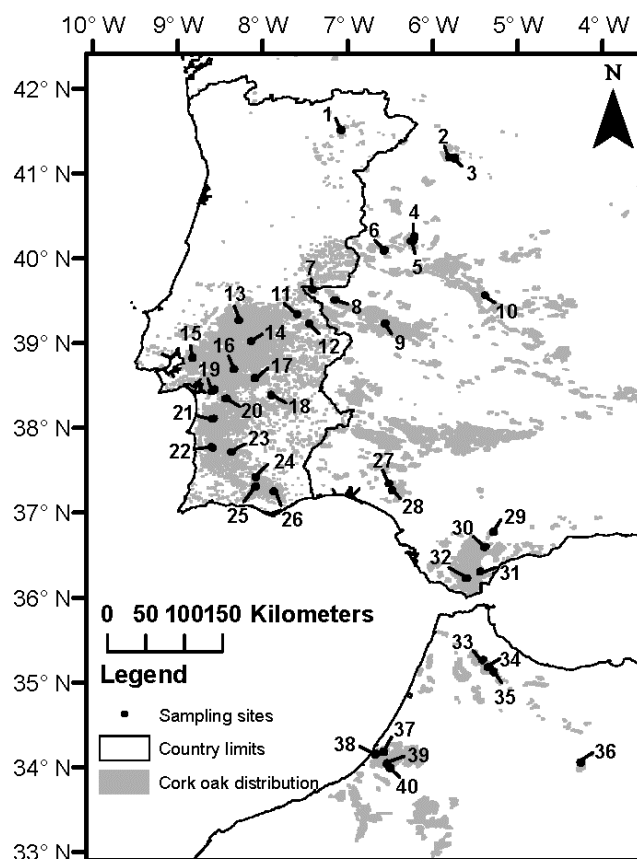 10° W 9° W 8° W 7° W 6° W 5° W 4° W
N
42° N
1
2
3
41° N
4
6
5
40° N
7
10
13 11
8
39° N
15 16 14 12
9
19 17
20 18
21
38° N
22 23
24
27
37° N
25 26
28
30 29
32
31
36° N
0 50 100 150 Kilometers
33 34
Legend
35
35° N
Sampling sites
37
38 39
36
Country limits
34° N
Cork oak distribution
40
33° N